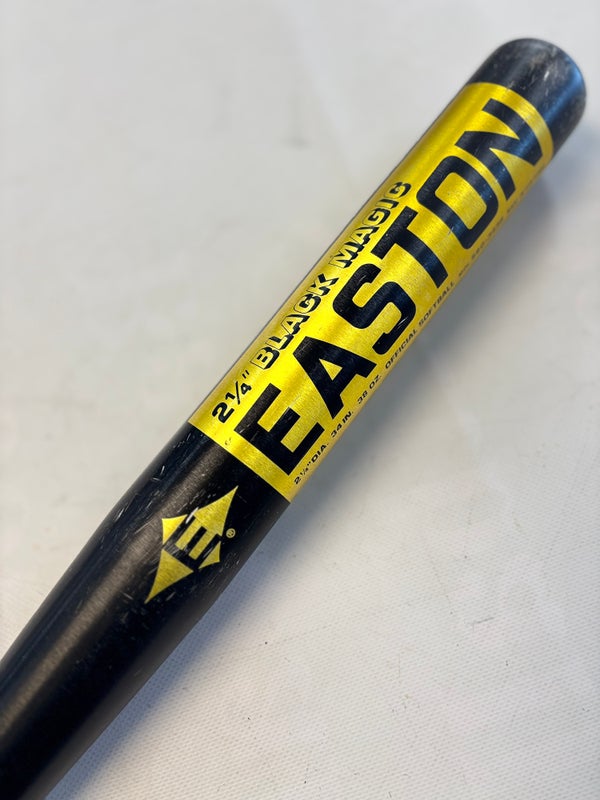 2¼" BLACK MAGIC
EASTON
2¼" DIA. 34 IN. 38 OZ. OFFICIAL SOFTBALL
E®